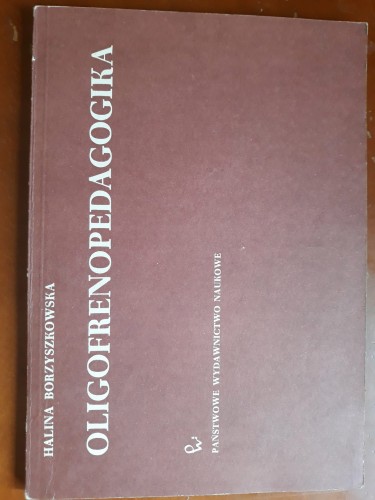 HALINA BORZYSZKOWSKA
OLIGOFRENOPEDAGOGIKA
PAŃSTWOWE WYDAWNICTWO NAUKOWE